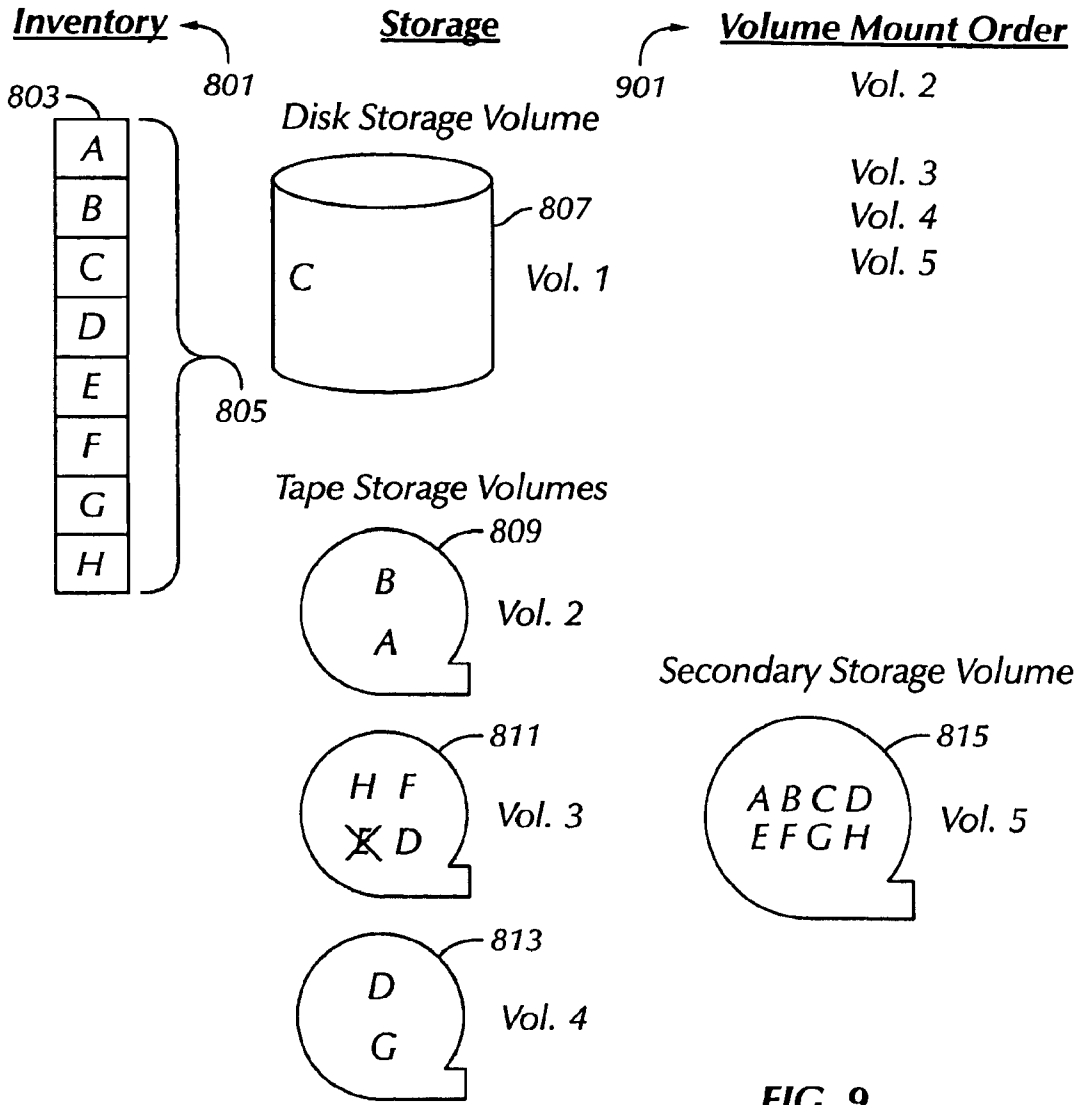 Inventory
801
803
A
B
C
D
E
F
G
H
805
Storage
Disk Storage Volume
807
C
Vol. 1
Tape Storage Volumes
809
B
A
Vol. 2
811
H F
E D
Vol. 3
813
D
G
Vol. 4
901
Volume Mount Order
Vol. 2
Vol. 3
Vol. 4
Vol. 5
Secondary Storage Volume
815
A B C D
E F G H
Vol. 5
FIG. 9